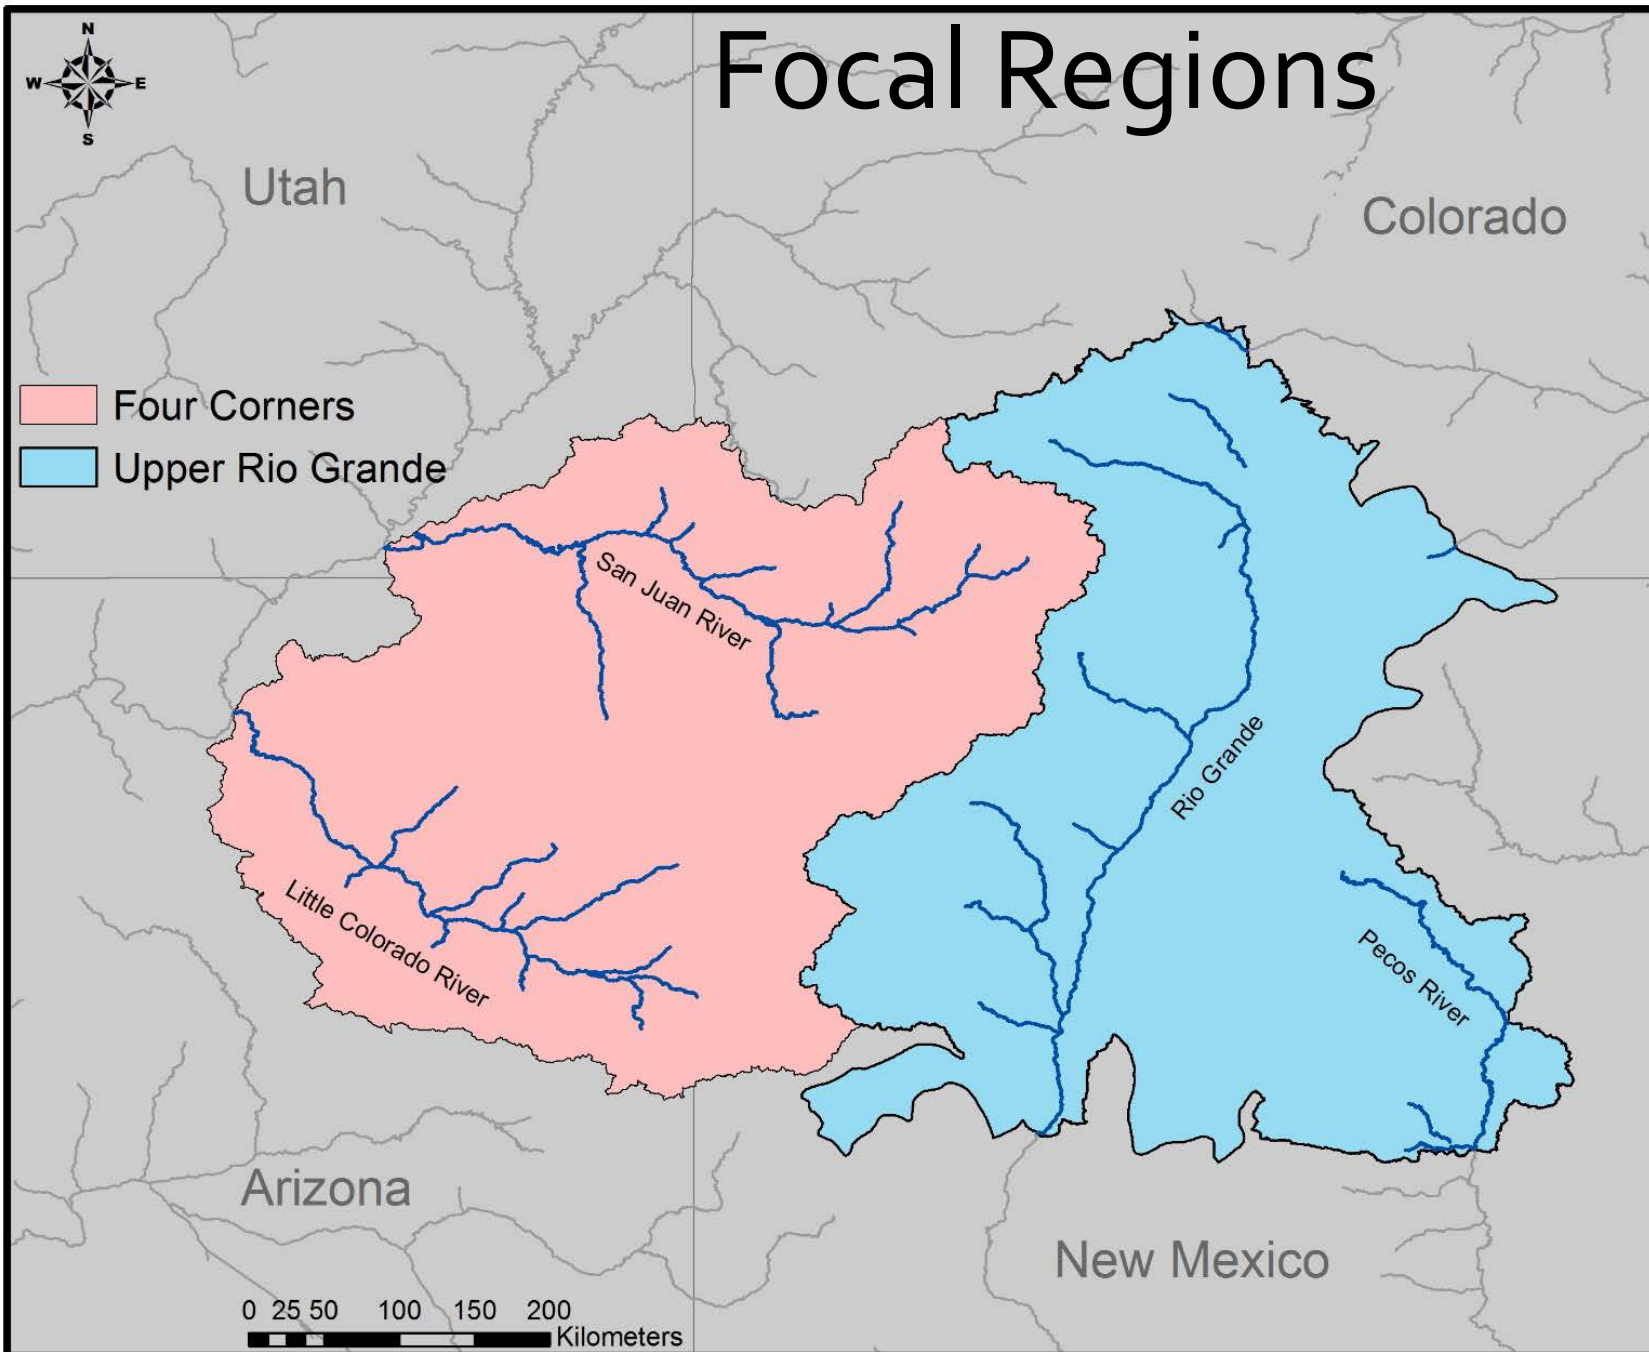 Focal Regions
N
W E
S
Utah
Colorado
Four Corners
Upper Rio Grande
San Juan River
Rio Grande
Little Colorado River
Pecos River
Arizona
New Mexico
0 25 50 100 150 200
Kilometers